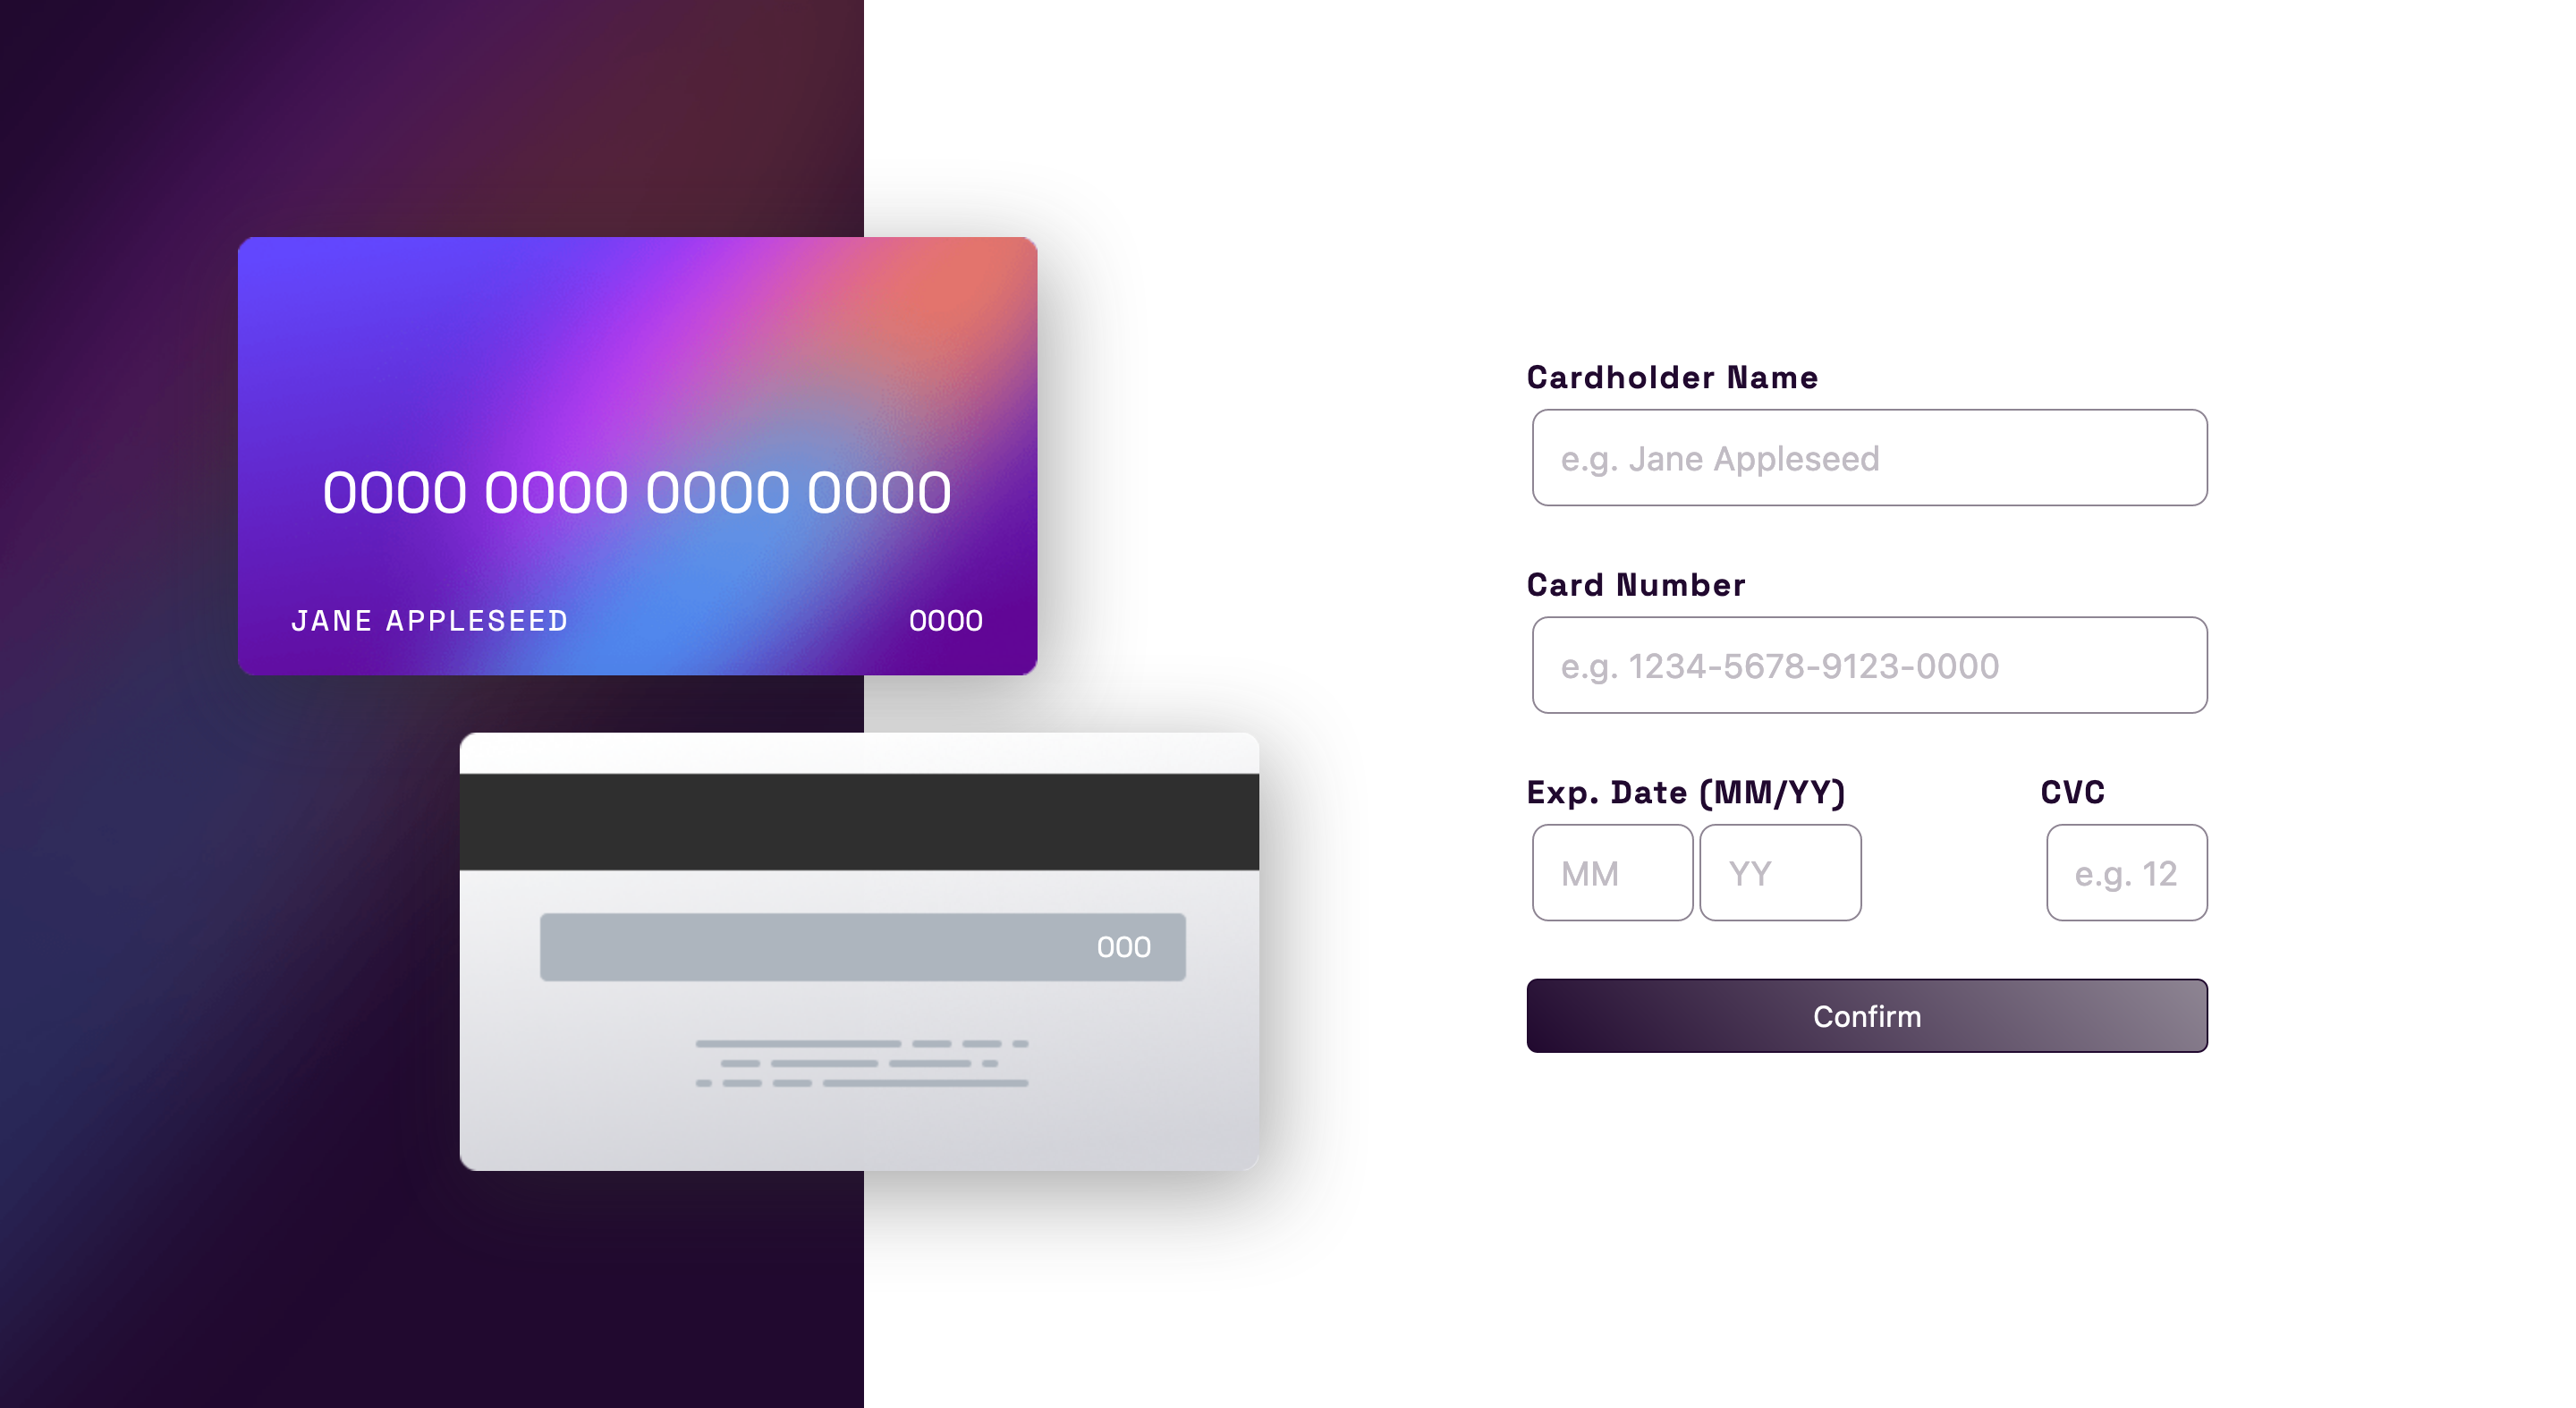 0000 0000 0000 0000
JANE APPLESEED 0000
000
Cardholder Name
e.g. Jane Appleseed
Card Number
e.g. 1234-5678-9123-0000
Exp. Date (MM/YY) CVC
MM YY e.g. 12
Confirm